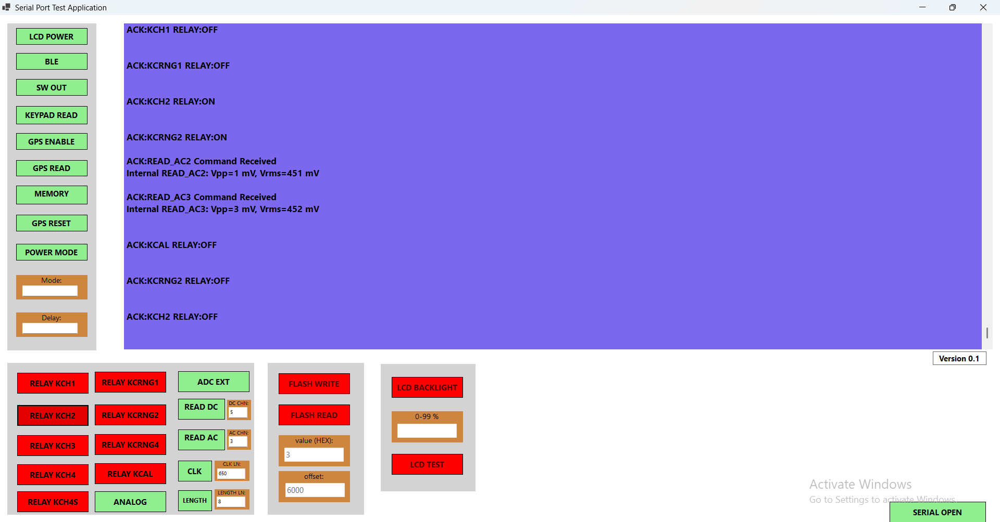 Serial Port Test Application
LCD POWER
BLE
SW OUT
KEYPAD READ
GPS ENABLE
GPS READ
MEMORY
GPS RESET
POWER MODE
Mode:
Delay:
ACK:KCH1 RELAY:OFF
ACK:KCRNG1 RELAY:OFF
ACK:KCH2 RELAY:ON
ACK:KCRNG2 RELAY:ON
ACK:READ_AC2 Command Received
Internal READ_AC2: Vpp=1 mV, Vrms=451 mV
ACK:READ_AC3 Command Received
Internal READ_AC3: Vpp=3 mV, Vrms=452 mV
ACK:KCAL RELAY:OFF
ACK:KCRNG2 RELAY:OFF
ACK:KCH2 RELAY:OFF
Version 0.1
RELAY KCH1
RELAY KCH2
RELAY KCH3
RELAY KCH4
RELAY KCH4S
RELAY KCRNG1
RELAY KCRNG2
RELAY KCRNG4
RELAY KCAL
ANALOG
ADC EXT
READ DC
DC CHN:
5
READ AC
AC CHN:
3
CLK
CLK LN:
650
LENGTH
LENGTH LN:
8
FLASH WRITE
FLASH READ
value (HEX):
3
offset:
6000
LCD BACKLIGHT
0-99 %
LCD TEST
Activate Windows
Go to Settings to activate Windows.
SERIAL OPEN